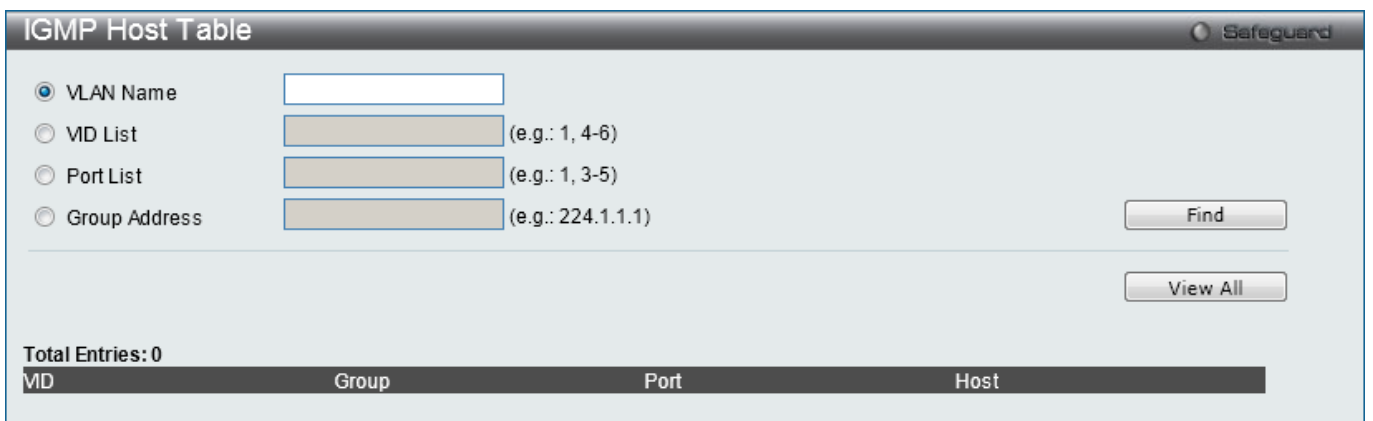 IGMP Host Table Safeguard
VLAN Name
VID List (e.g.: 1, 4-6)
Port List (e.g.: 1, 3-5)
Group Address (e.g.: 224.1.1.1) Find
View All
Total Entries: 0
VID Group Port Host